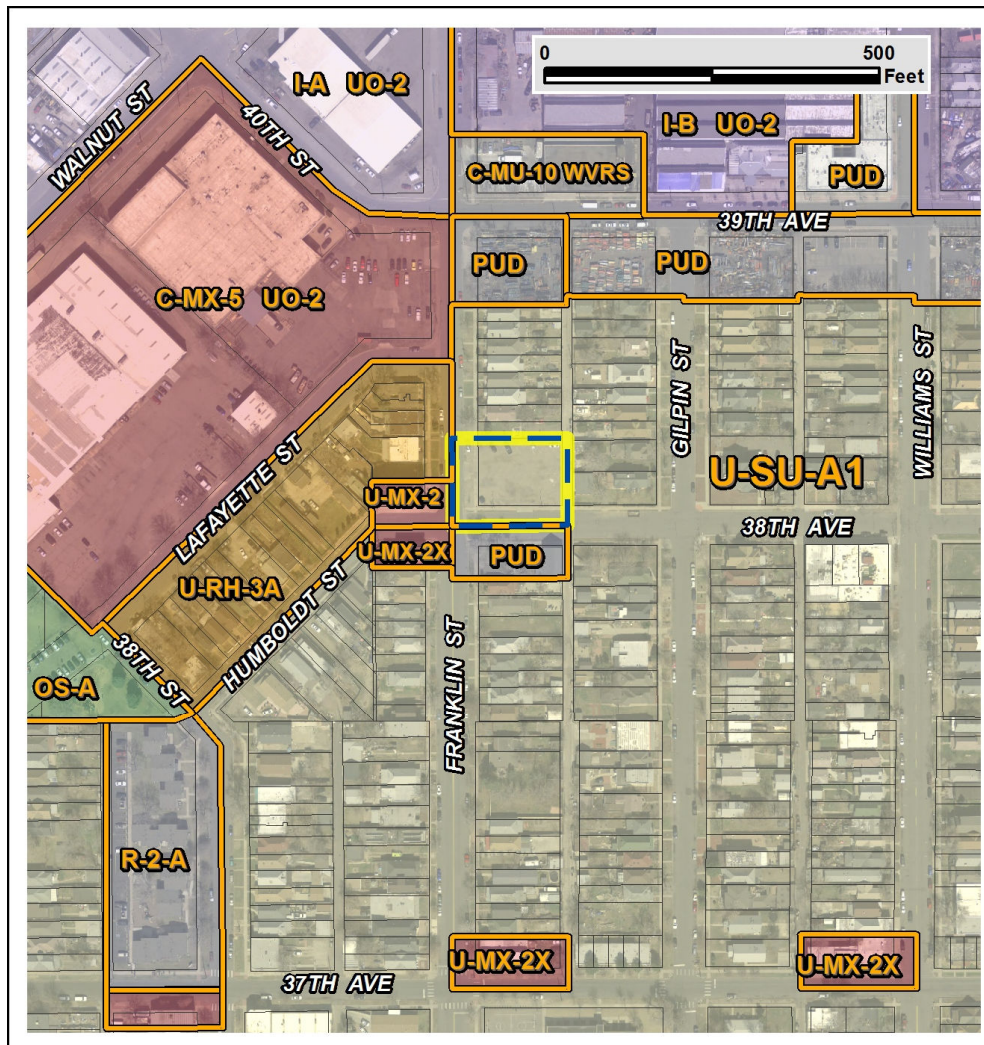 0 500
Feet
I-A UO-2
40TH ST
WALNUT ST
I-B UO-2
C-MU-10 WVRS
PUD
39TH AVE
PUD
PUD
C-MX-5 UO-2
GILPIN ST
WILLIAMS ST
LAFAYETTE ST
U-MX-2
U-SU-A1
38TH AVE
U-MX-2X
PUD
U-RH-3A
HUMBOLDT ST
38TH ST
OS-A
FRANKLIN ST
R-2-A
U-MX-2X
U-MX-2X
37TH AVE